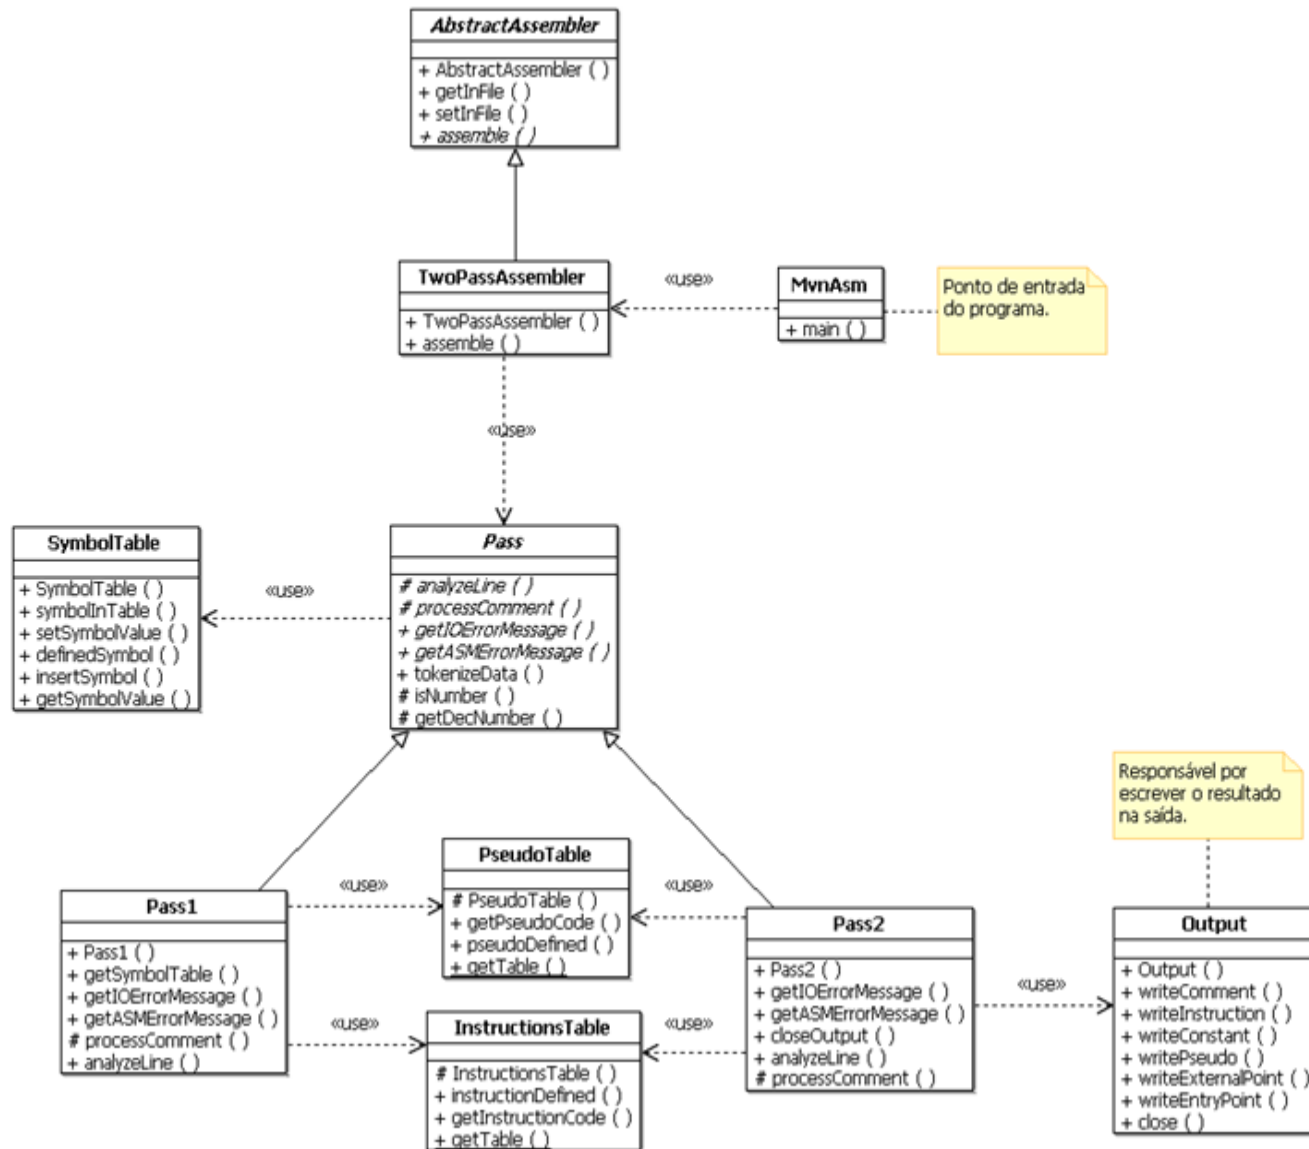 AbstractAssembler
+ AbstractAssembler ( )
+ getInFile ( )
+ setInFile ( )
+ assemble ( )
TwoPassAssembler
+ TwoPassAssembler ( )
+ assemble ( )
«use»
MvnAsm
+ main ( )
Ponto de entrada
do programa.
«use»
SymbolTable
+ SymbolTable ( )
+ symbolInTable ( )
+ setSymbolValue ( )
+ definedSymbol ( )
+ insertSymbol ( )
+ getSymbolValue ( )
«use»
Pass
# analyzeLine ( )
# processComment ( )
+ getIOErrorMessage ( )
+ getASMErrorMessage ( )
+ tokenizeData ( )
# isNumber ( )
# getDecNumber ( )
Responsável por
escrever o resultado
na saída.
Pass1
+ Pass1 ( )
+ getSymbolTable ( )
+ getIOErrorMessage ( )
+ getASMErrorMessage ( )
# processComment ( )
+ analyzeLine ( )
«use»
«use»
PseudoTable
# PseudoTable ( )
+ getPseudoCode ( )
+ pseudoDefined ( )
+ getTable ( )
InstructionsTable
# InstructionsTable ( )
+ instructionDefined ( )
+ getInstructionCode ( )
+ getTable ( )
«use»
«use»
Pass2
+ Pass2 ( )
+ getIOErrorMessage ( )
+ getASMErrorMessage ( )
+ closeOutput ( )
+ analyzeLine ( )
# processComment ( )
«use»
Output
+ Output ( )
+ writeComment ( )
+ writeInstruction ( )
+ writeConstant ( )
+ writePseudo ( )
+ writeExternalPoint ( )
+ writeEntryPoint ( )
+ close ( )